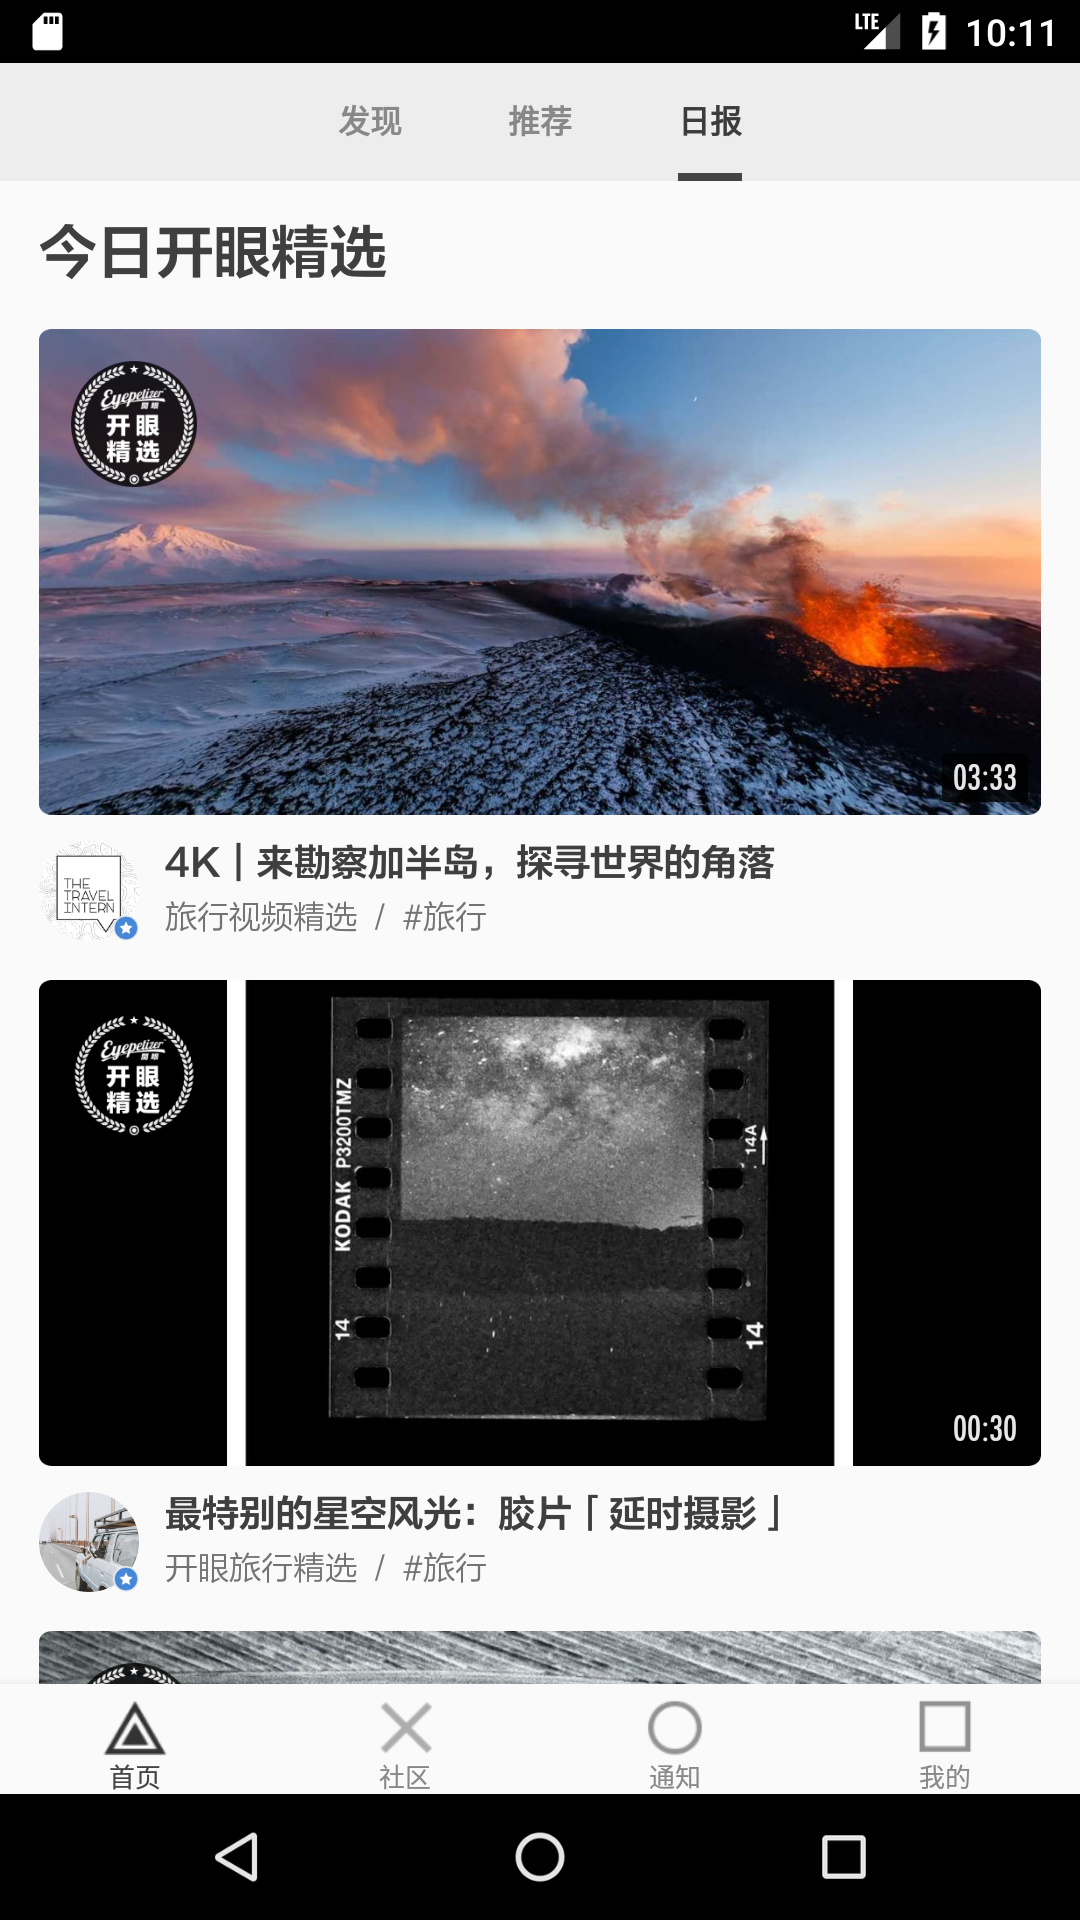 LTE 10:11
发现 推荐 日报
今日开眼精选
Eyepetizer
開眼
开眼
精选
03:33
THE
TRAVEL
INTERN
4K｜来勘察加半岛，探寻世界的角落
旅行视频精选 / #旅行
Eyepetizer
開眼
开眼
精选
KODAK P3200TMZ
14A
14
14
00:30
最特别的星空风光：胶片「延时摄影」
开眼旅行精选 / #旅行
首页 社区 通知 我的